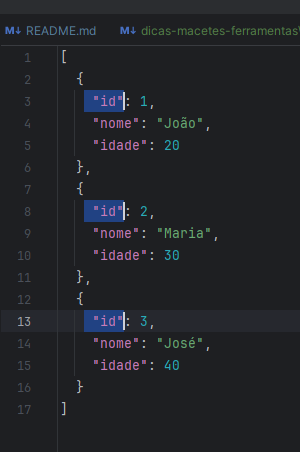 M↓ README.md M↓ dicas-macetes-ferramentas
1 [
2 {
3 "id": 1,
4 "nome": "João",
5 "idade": 20
6 },
7 {
8 "id": 2,
9 "nome": "Maria",
10 "idade": 30
11 },
12 {
13 "id": 3,
14 "nome": "José",
15 "idade": 40
16 }
17 ]